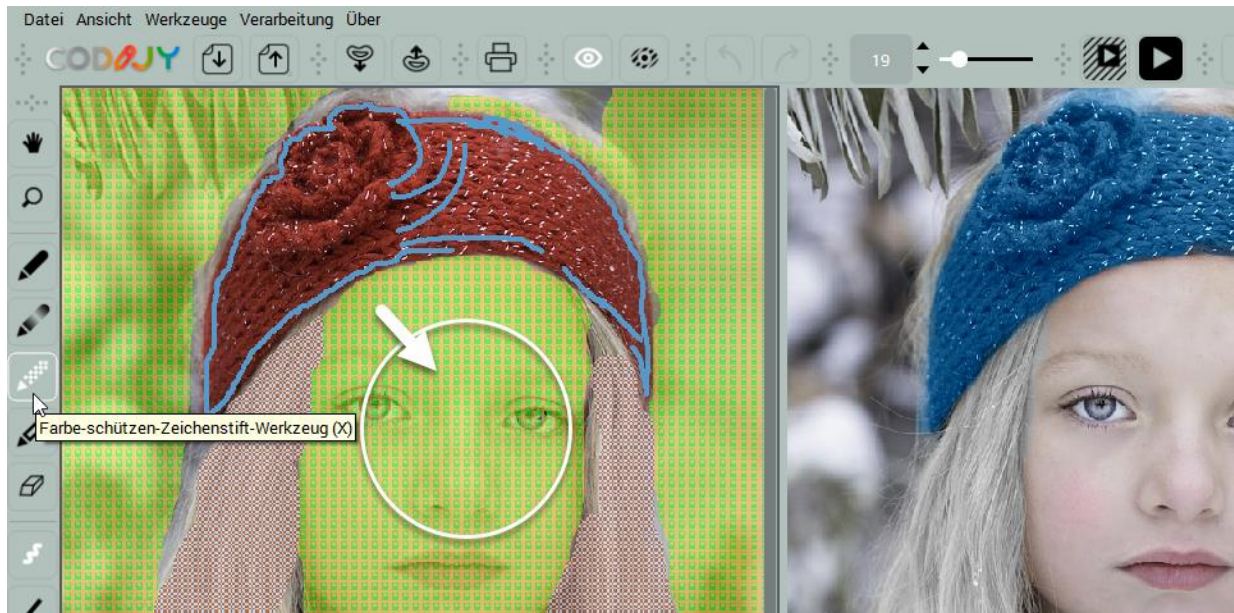 Datei Ansicht Werkzeuge Verarbeitung Über
CODIJY
19
Farbe-schützen-Zeichenstift-Werkzeug (X)